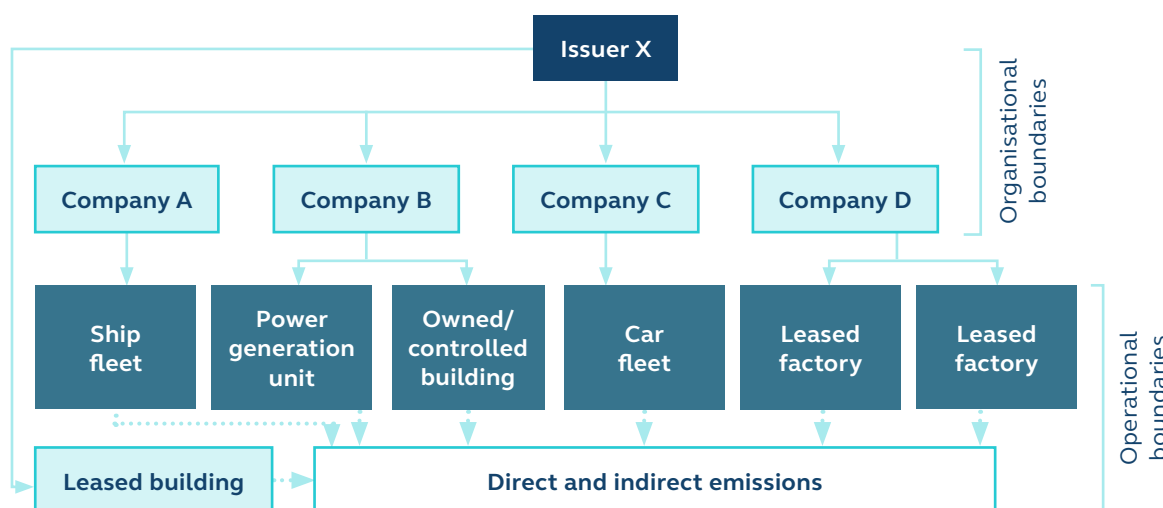 Issuer X
Organisational
boundaries
Company A
Company B
Company C
Company D
Ship
fleet
Power
generation
unit
Owned/
controlled
building
Car
fleet
Leased
factory
Leased
factory
Operational
boundaries
Leased building
Direct and indirect emissions